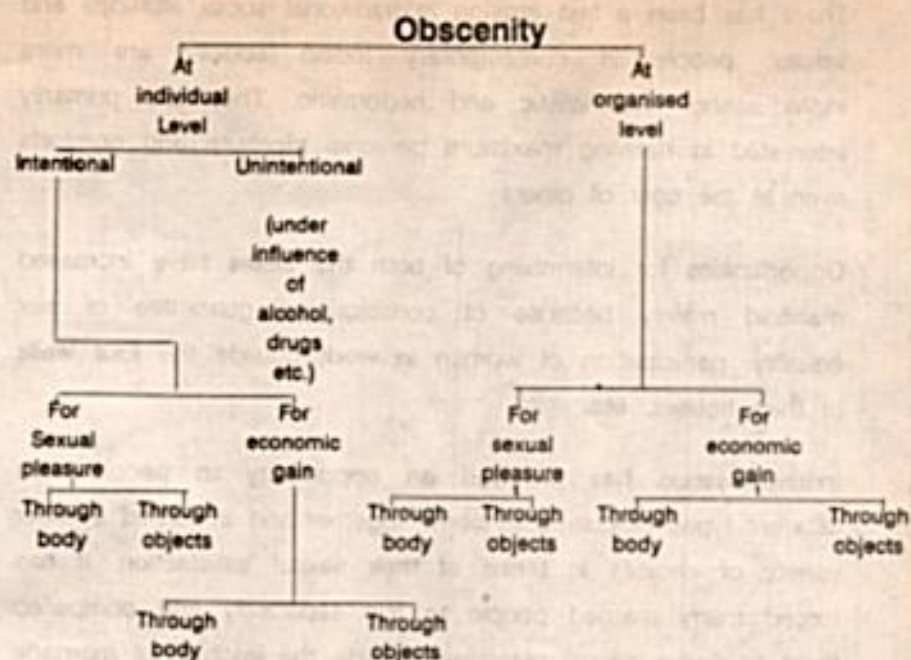 Obscenity
At
individual
Level
At
organised
level
Intentional
Unintentional
(under
influence
of
alcohol,
drugs
etc.)
For
Sexual
pleasure
For
economic
gain
For
sexual
pleasure
For
economic
gain
Through
body
Through
objects
Through
body
Through
objects
Through
body
Through
objects
Through
body
Through
objects